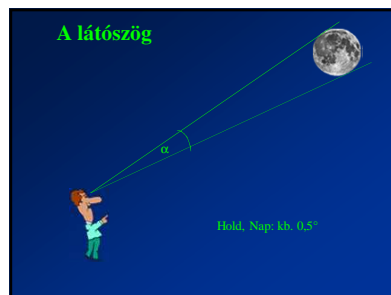 A látószög
α
Hold, Nap: kb. 0,5°